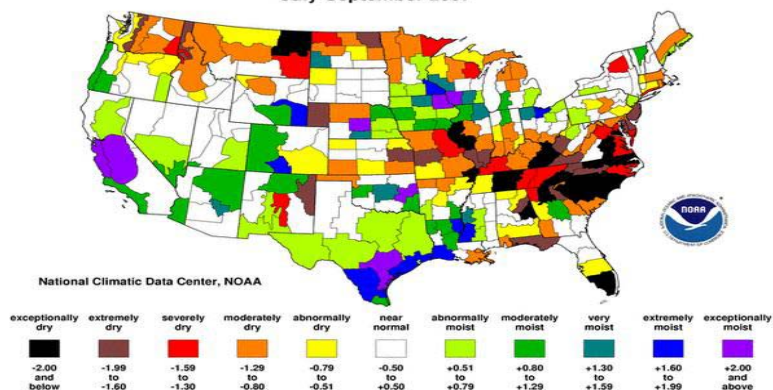 National Climatic Data Center, NOAA
NOAA
exceptionally dry
extremely dry
severely dry
moderately dry
abnormally dry
near normal
abnormally moist
moderately moist
very moist
extremely moist
exceptionally moist
-2.00 and below
-1.99 to -1.60
-1.59 to -1.30
-1.29 to -0.80
-0.79 to -0.51
-0.50 to +0.50
+0.51 to +0.79
+0.80 to +1.29
+1.30 to +1.59
+1.60 to +1.99
+2.00 and above